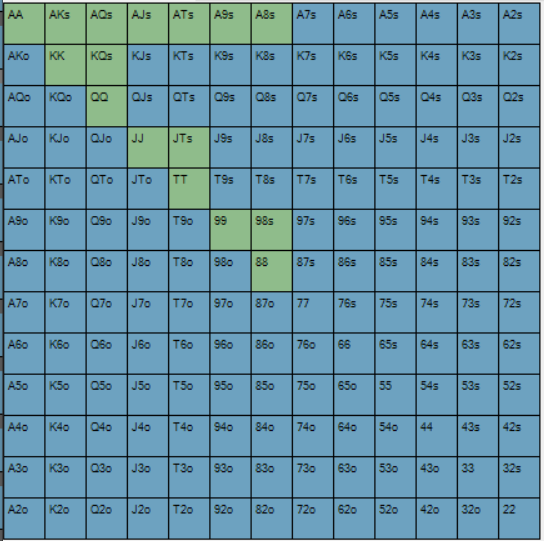 AA AKs AQs AJs ATs A9s A8s A7s A6s A5s A4s A3s A2s
AKo KK KQs KJs KTs K9s K8s K7s K6s K5s K4s K3s K2s
AQo KQo QQ QJs QTs Q9s Q8s Q7s Q6s Q5s Q4s Q3s Q2s
AJo KJo QJo JJ JTs J9s J8s J7s J6s J5s J4s J3s J2s
ATo KTo QTo JTo TT T9s T8s T7s T6s T5s T4s T3s T2s
A9o K9o Q9o J9o T9o 99 98s 97s 96s 95s 94s 93s 92s
A8o K8o Q8o J8o T8o 98o 88 87s 86s 85s 84s 83s 82s
A7o K7o Q7o J7o T7o 97o 87o 77 76s 75s 74s 73s 72s
A6o K6o Q6o J6o T6o 96o 86o 76o 66 65s 64s 63s 62s
A5o K5o Q5o J5o T5o 95o 85o 75o 65o 55 54s 53s 52s
A4o K4o Q4o J4o T4o 94o 84o 74o 64o 54o 44 43s 42s
A3o K3o Q3o J3o T3o 93o 83o 73o 63o 53o 43o 33 32s
A2o K2o Q2o J2o T2o 92o 82o 72o 62o 52o 42o 32o 22